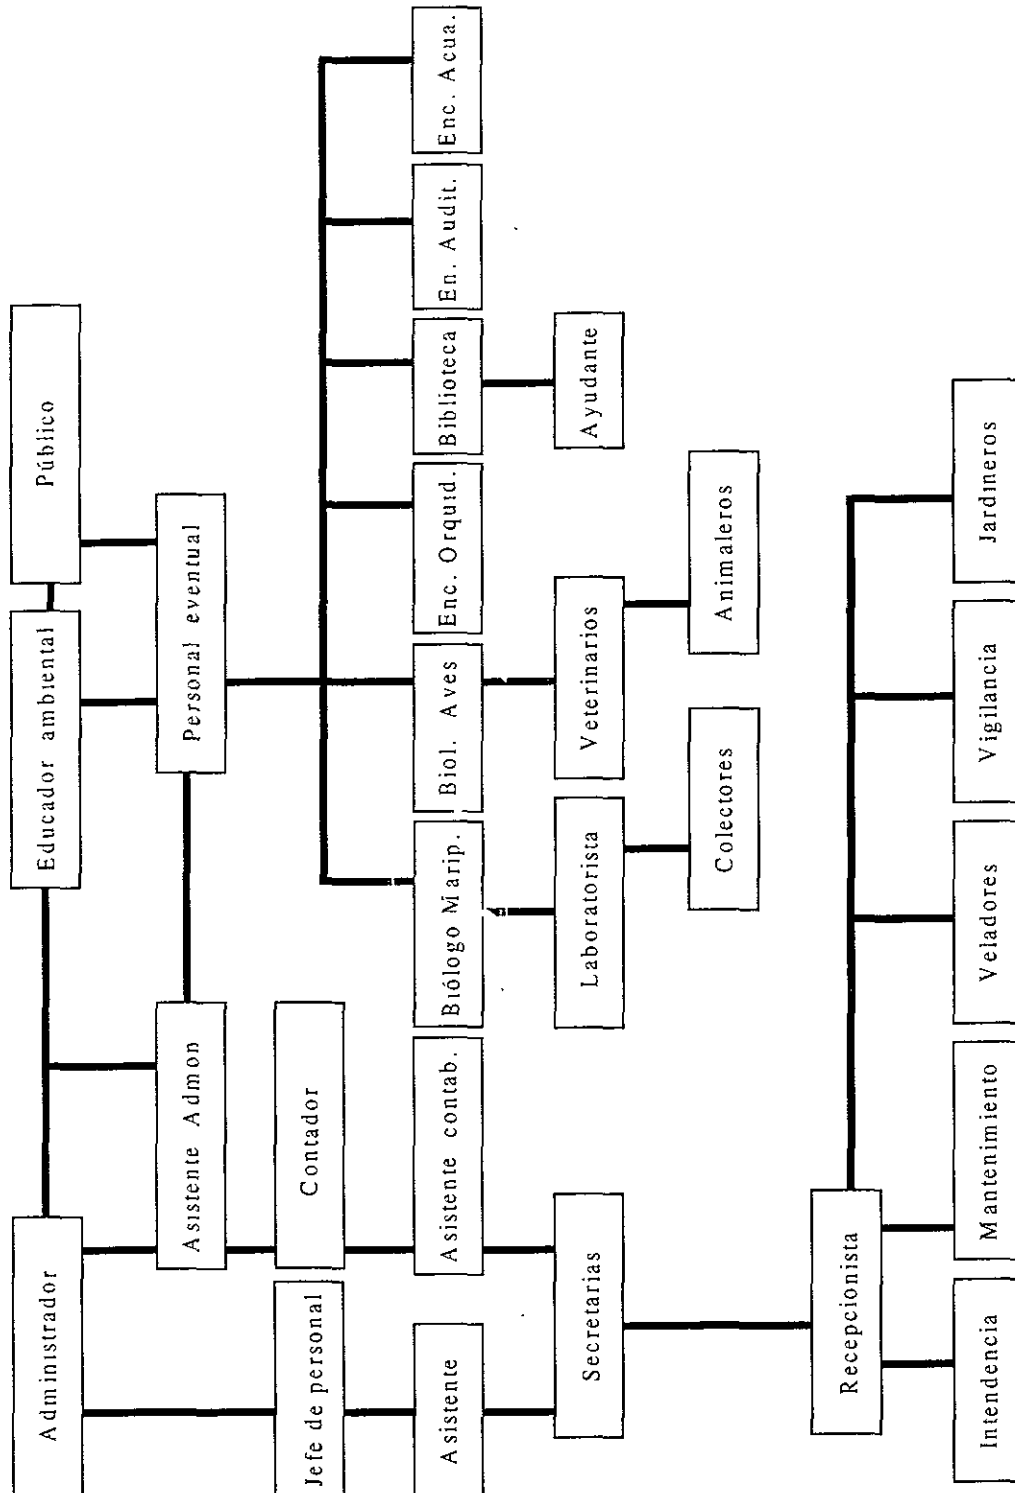 Administrador
Educador ambiental
Público
Asistente Admon
Personal eventual
Jefe de personal
Contador
Asistente
Asistente contab.
Bıólogo Marip.
Biol. Aves
Enc. Orquid.
Biblioteca
En. Audit.
Enc. Acua.
Secretarias
Laboratorista
Veterinarios
Ayudante
Colectores
Animaleros
Recepcionista
Intendencia
Mantenimiento
Veladores
Vigilancia
Jardineros